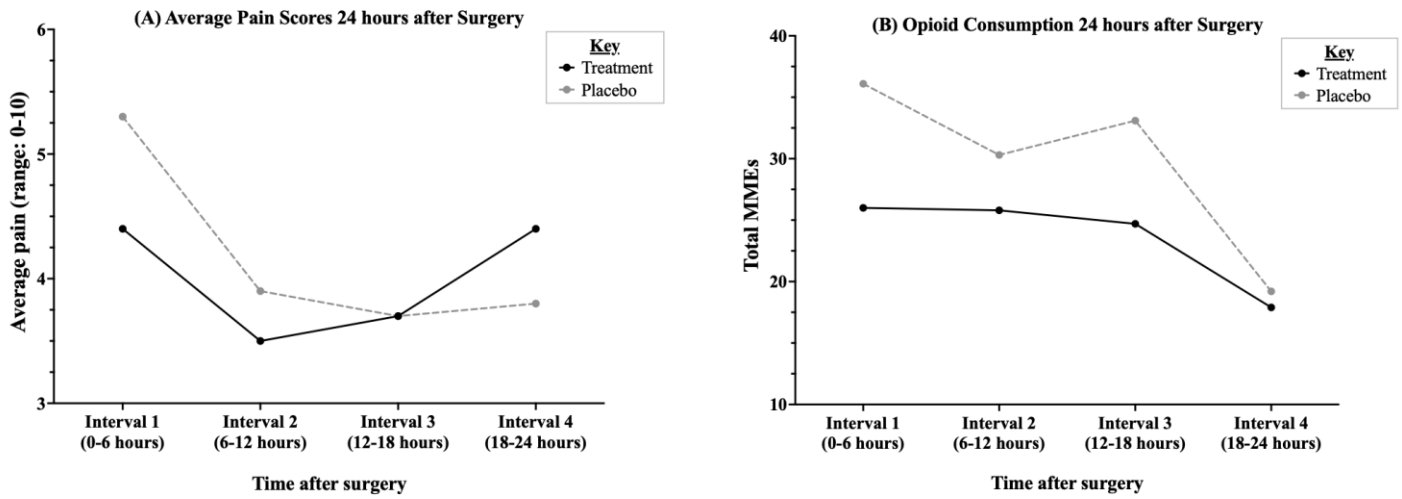 (A) Average Pain Scores 24 hours after Surgery
Key
Treatment
Placebo
Average pain (range: 0-10)
6
5
4
3
Interval 1
(0-6 hours)
Interval 2
(6-12 hours)
Interval 3
(12-18 hours)
Interval 4
(18-24 hours)
Time after surgery
(B) Opioid Consumption 24 hours after Surgery
Key
Treatment
Placebo
Total MMEs
40
30
20
10
Interval 1
(0-6 hours)
Interval 2
(6-12 hours)
Interval 3
(12-18 hours)
Interval 4
(18-24 hours)
Time after surgery